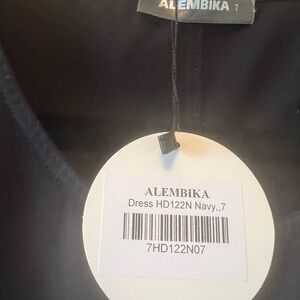 ALEMBIKA 7
ALEMBIKA
Dress HD122N Navy,,7
7HD122N07